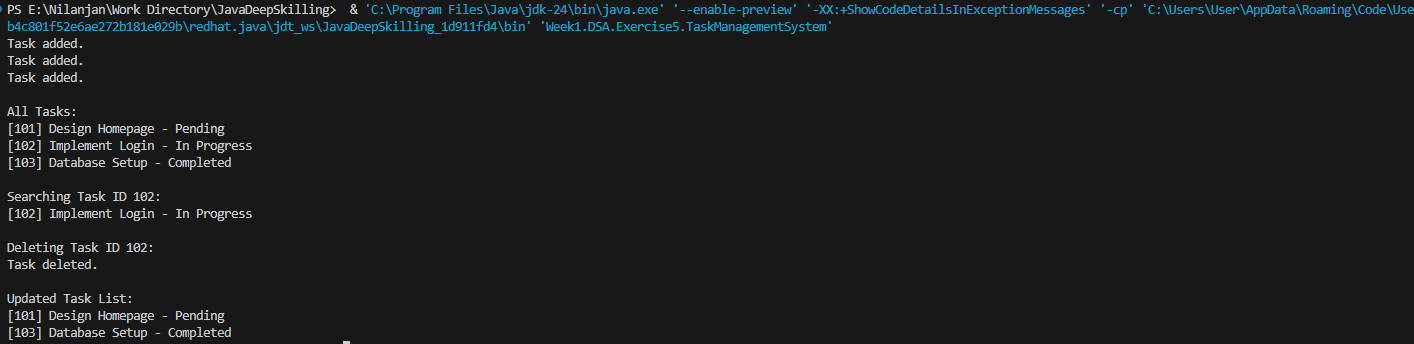 PS E:\Nilanjan\Work Directory\JavaDeepSkilling>  & 'C:\Program Files\Java\jdk-24\bin\java.exe' '--enable-preview' '-XX:+ShowCodeDetailsInExceptionMessages' '-cp' 'C:\Users\User\AppData\Roaming\Code\Use
b4c801f52e6ae272b181e029b\redhat.java\jdt_ws\JavaDeepSkilling_1d911fd4\bin' 'Week1.DSA.Exercise5.TaskManagementSystem'
Task added.
Task added.
Task added.
All Tasks:
[101] Design Homepage - Pending
[102] Implement Login - In Progress
[103] Database Setup - Completed
Searching Task ID 102:
[102] Implement Login - In Progress
Deleting Task ID 102:
Task deleted.
Updated Task List:
[101] Design Homepage - Pending
[103] Database Setup - Completed